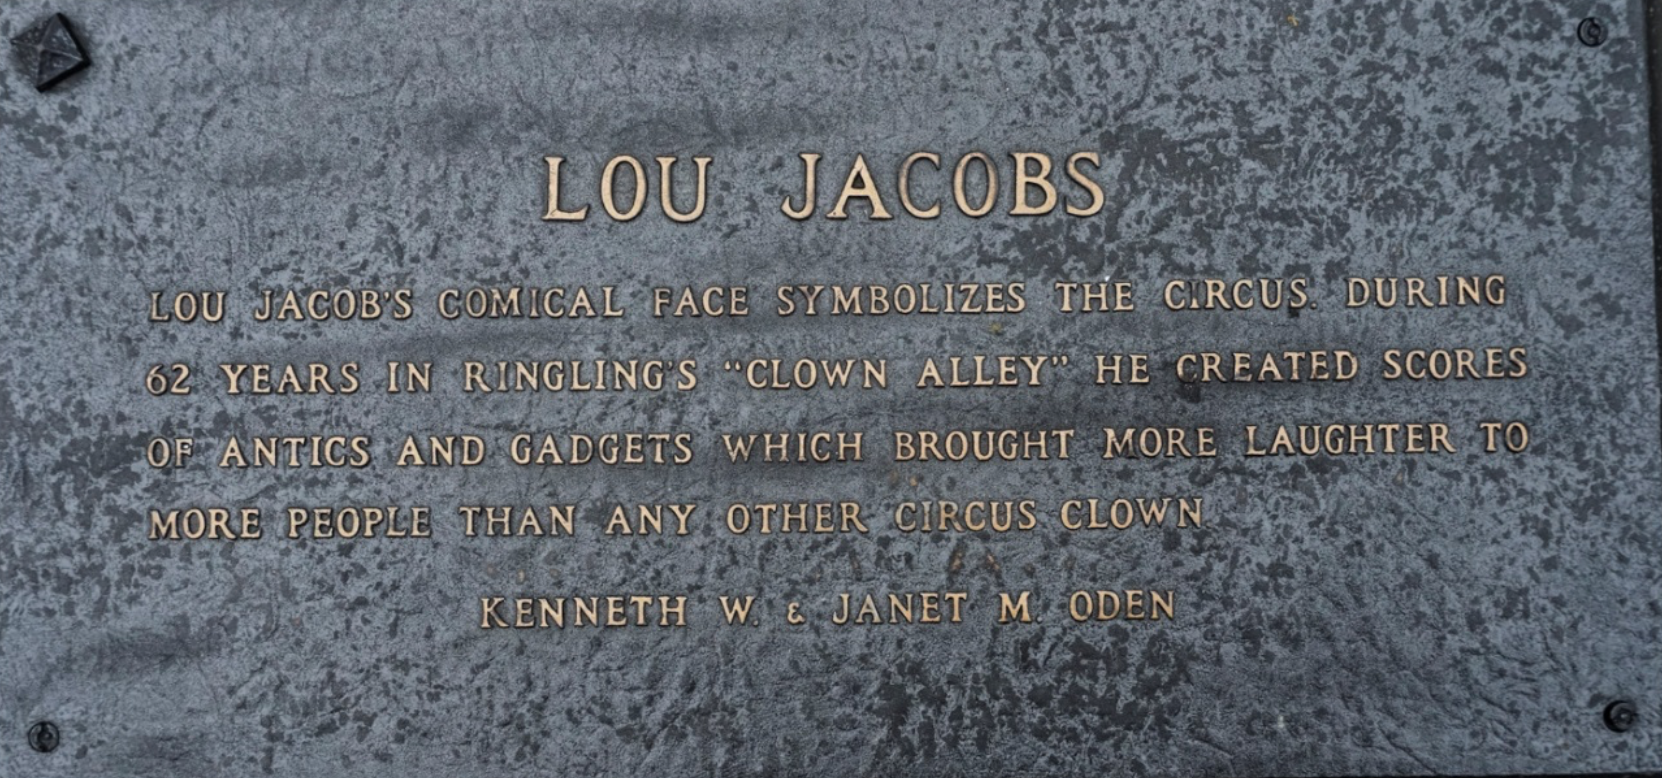 LOU JACOBS
LOU JACOB'S COMICAL FACE SYMBOLIZES THE CIRCUS. DURING
62 YEARS IN RINGLING'S “CLOWN ALLEY” HE CREATED SCORES
OF ANTICS AND GADGETS WHICH BROUGHT MORE LAUGHTER TO
MORE PEOPLE THAN ANY OTHER CIRCUS CLOWN
KENNETH W. & JANET M. ODEN